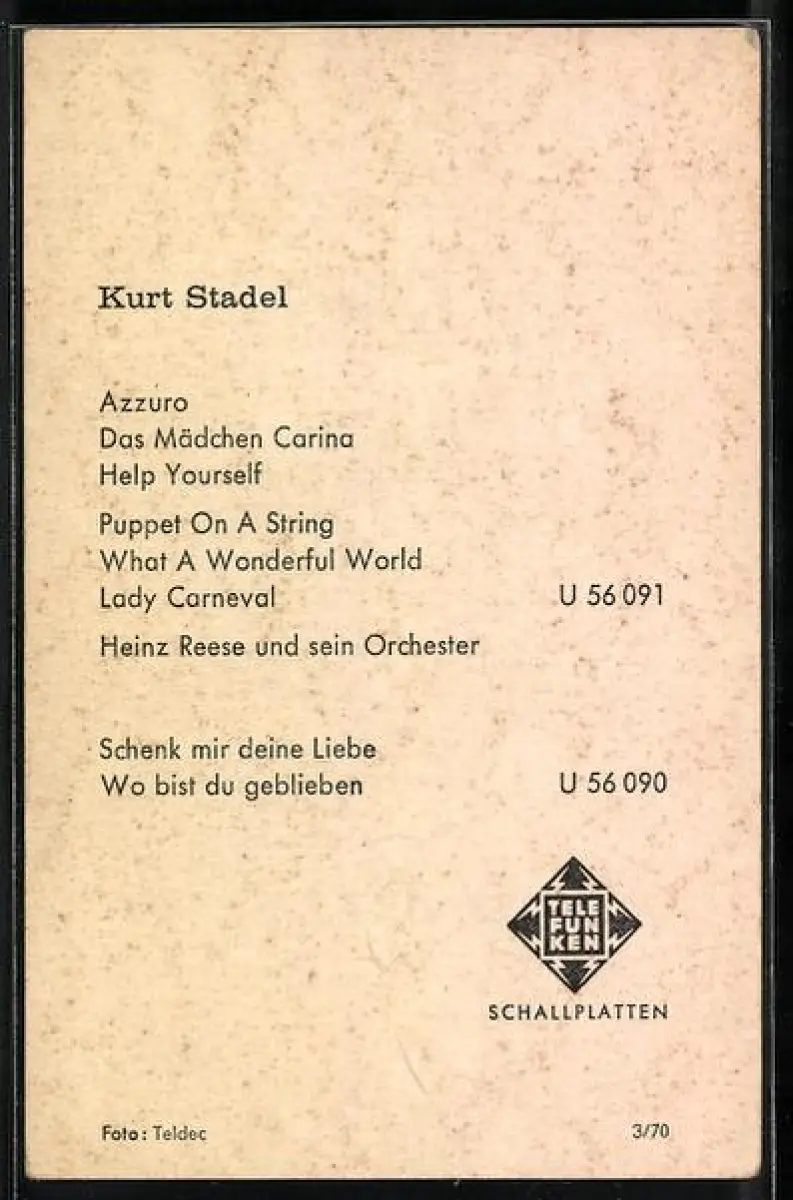 Kurt Stadel
Azzuro
Das Mädchen Carina
Help Yourself
Puppet On A String
What A Wonderful World
Lady Carneval U 56 091
Heinz Reese und sein Orchester
Schenk mir deine Liebe
Wo bist du geblieben U 56 090
TELE
FUN
KEN
SCHALLPLATTEN
Foto: Teldec 3/70